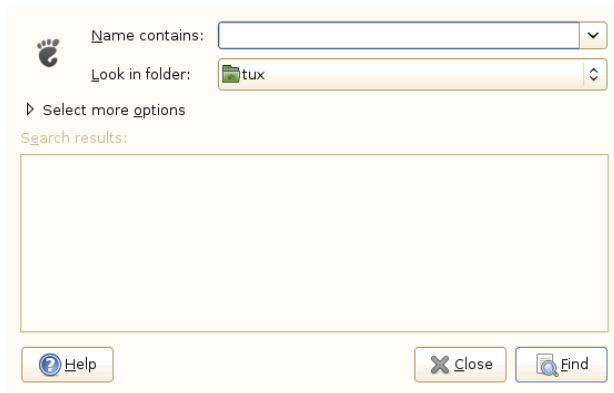 Name contains:
Look in folder: tux
Select more options
Search results:
Help Close Find